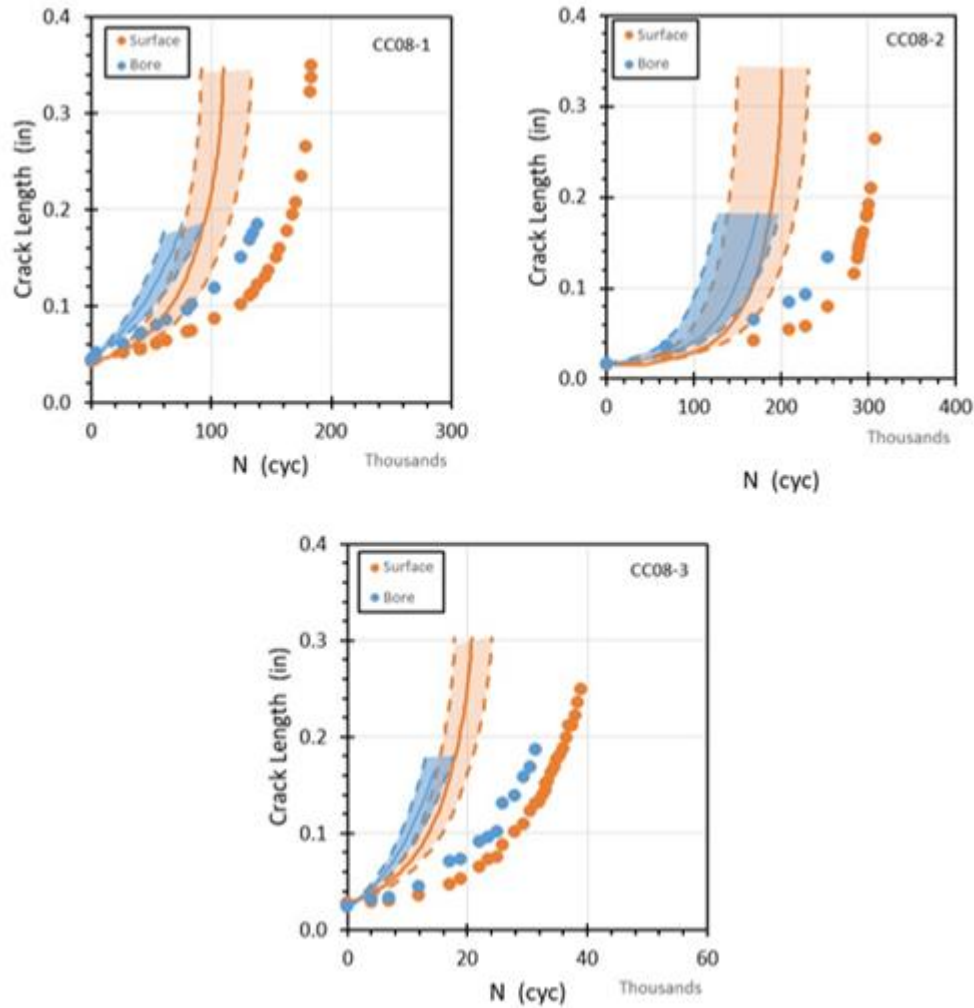 CC08-1
Surface
Bore
Crack Length (in)
0.4
0.3
0.2
0.1
0.0
0 100 200 300
Thousands
N (cyc)
CC08-2
Surface
Bore
Crack Length (in)
0.4
0.3
0.2
0.1
0.0
0 100 200 300 400
Thousands
N (cyc)
CC08-3
Surface
Bore
Crack Length (in)
0.4
0.3
0.2
0.1
0.0
0 20 40 60
Thousands
N (cyc)